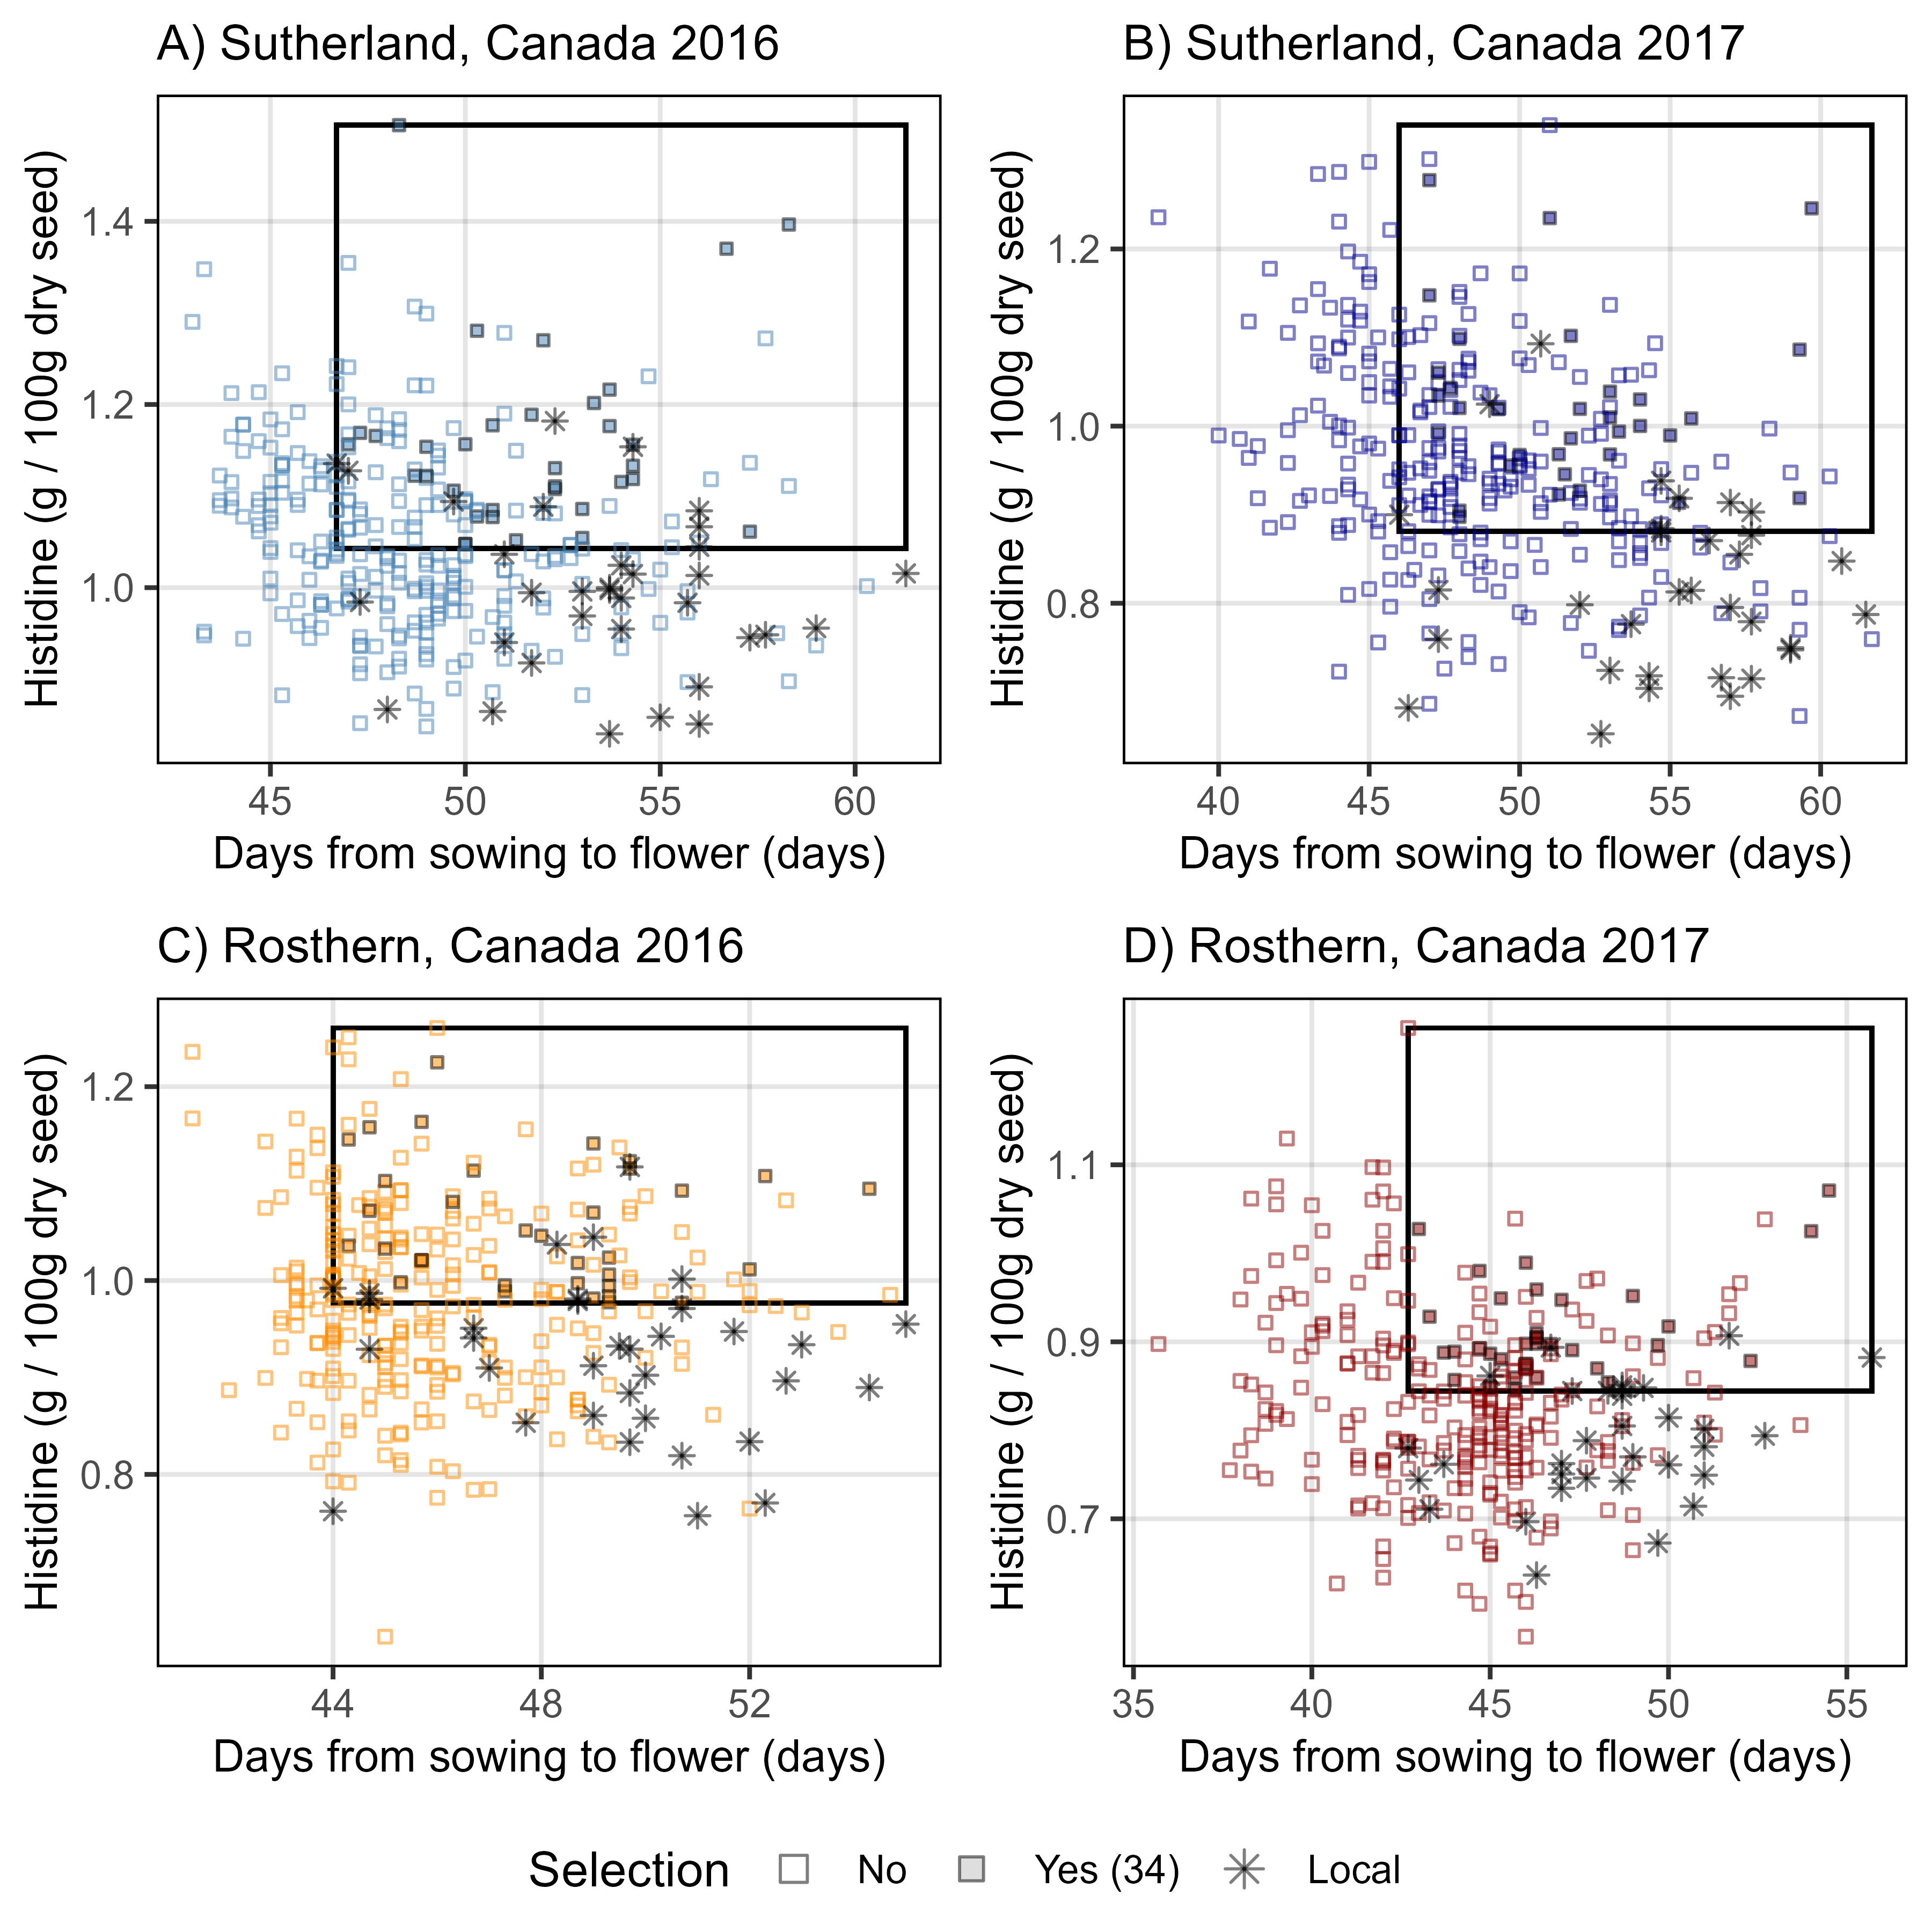 A) Sutherland, Canada 2016
Histidine (g / 100g dry seed)
1.4
1.2
1.0
45 50 55 60
Days from sowing to flower (days)
B) Sutherland, Canada 2017
Histidine (g / 100g dry seed)
1.2
1.0
0.8
40 45 50 55 60
Days from sowing to flower (days)
C) Rosthern, Canada 2016
Histidine (g / 100g dry seed)
1.2
1.0
0.8
44 48 52
Days from sowing to flower (days)
D) Rosthern, Canada 2017
Histidine (g / 100g dry seed)
1.1
0.9
0.7
35 40 45 50 55
Days from sowing to flower (days)
Selection No Yes (34) Local